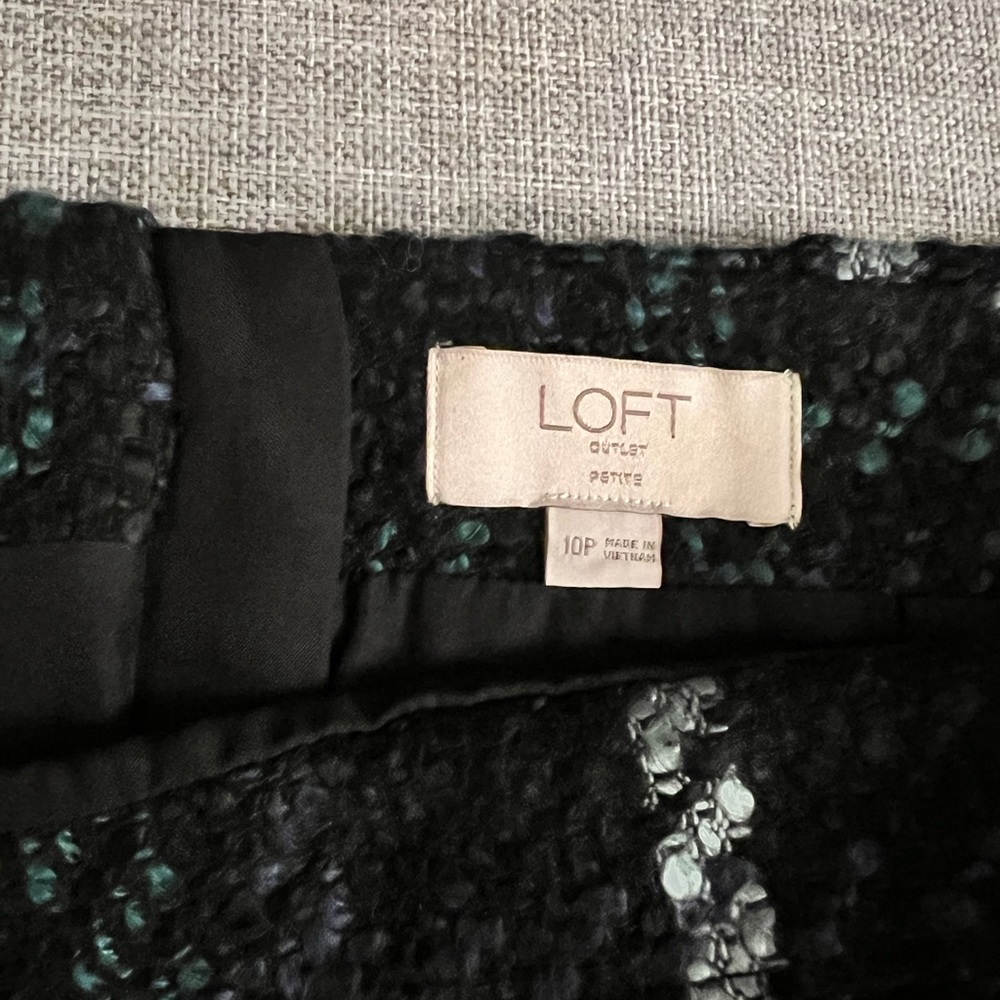 LOFT
OUTLET
PETITE
10P MADE IN
VIETNAM